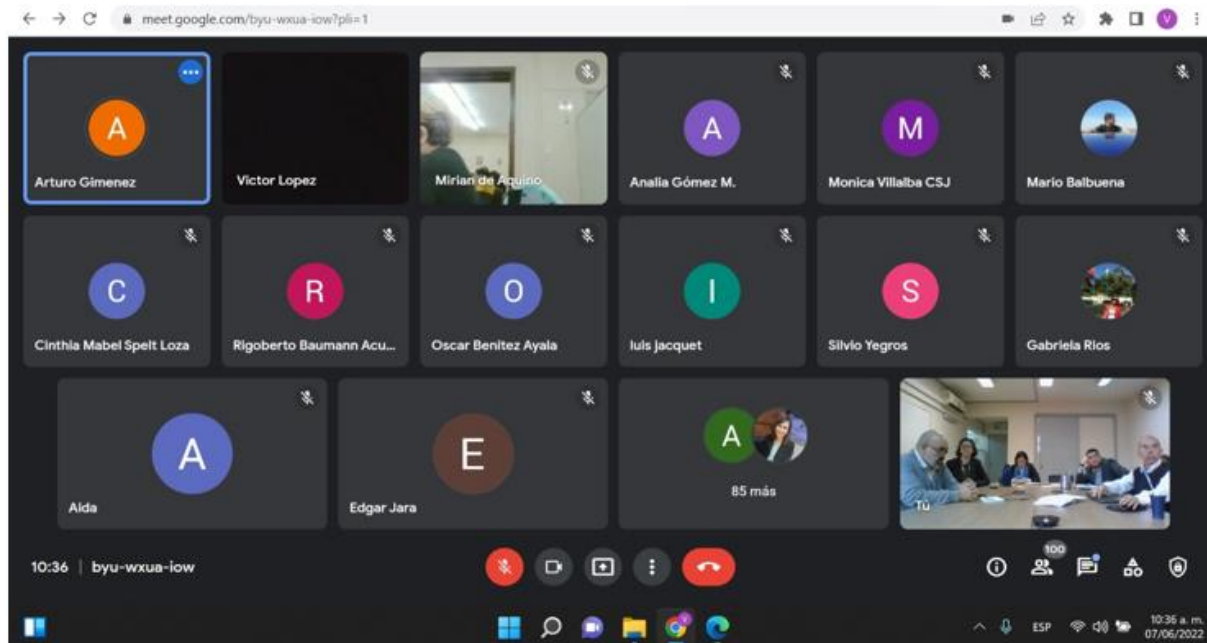 meet.google.com/byu-wxua-iow?pli=1
V
A
Arturo Gimenez
Victor Lopez
Mirian de Aquino
A
Analia Gómez M.
M
Monica Villalba CSJ
Mario Balbuena
C
Cinthia Mabel Spelt Loza
R
Rigoberto Baumann Acu...
O
Oscar Benitez Ayala
l
luis jacquet
S
Silvio Yegros
Gabriela Rios
A
Aida
E
Edgar Jara
A
85 más
Tú
10:36 | byu-wxua-iow
100
ESP
10:36 a. m.
07/06/2022